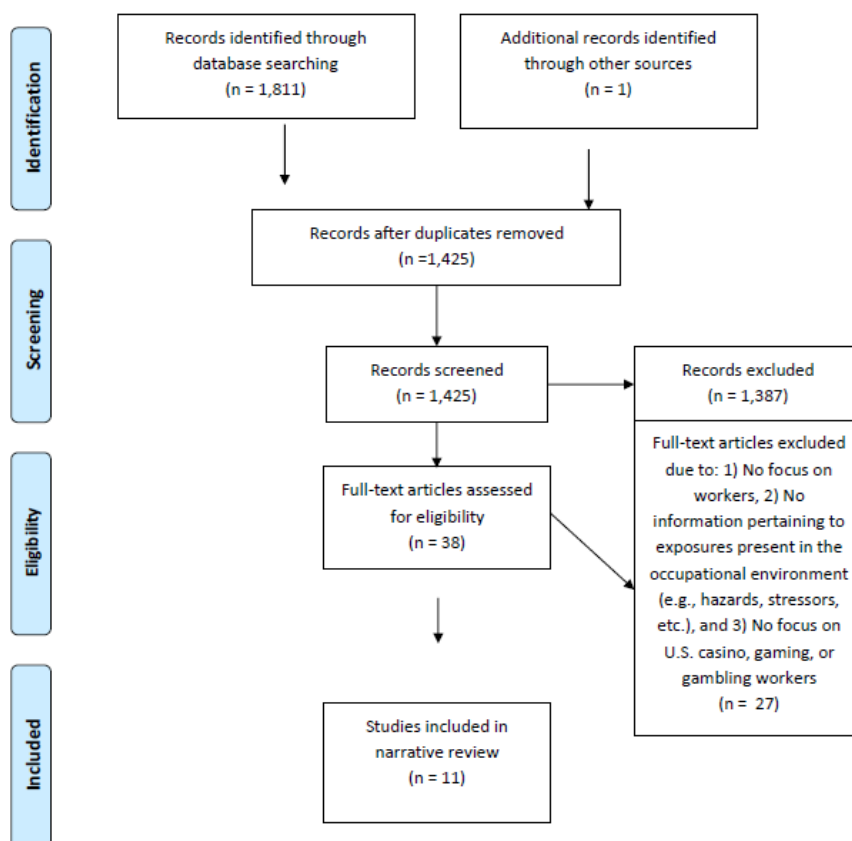 Identification
Records identified through
database searching
(n = 1,811)
Additional records identified
through other sources
(n = 1)
Records after duplicates removed
(n =1,425)
Screening
Records screened
(n = 1,425)
Records excluded
(n = 1,387)
Eligibility
Full-text articles assessed
for eligibility
(n = 38)
Full-text articles excluded
due to: 1) No focus on
workers, 2) No
information pertaining to
exposures present in the
occupational environment
(e.g., hazards, stressors,
etc.), and 3) No focus on
U.S. casino, gaming, or
gambling workers
(n = 27)
Included
Studies included in
narrative review
(n = 11)